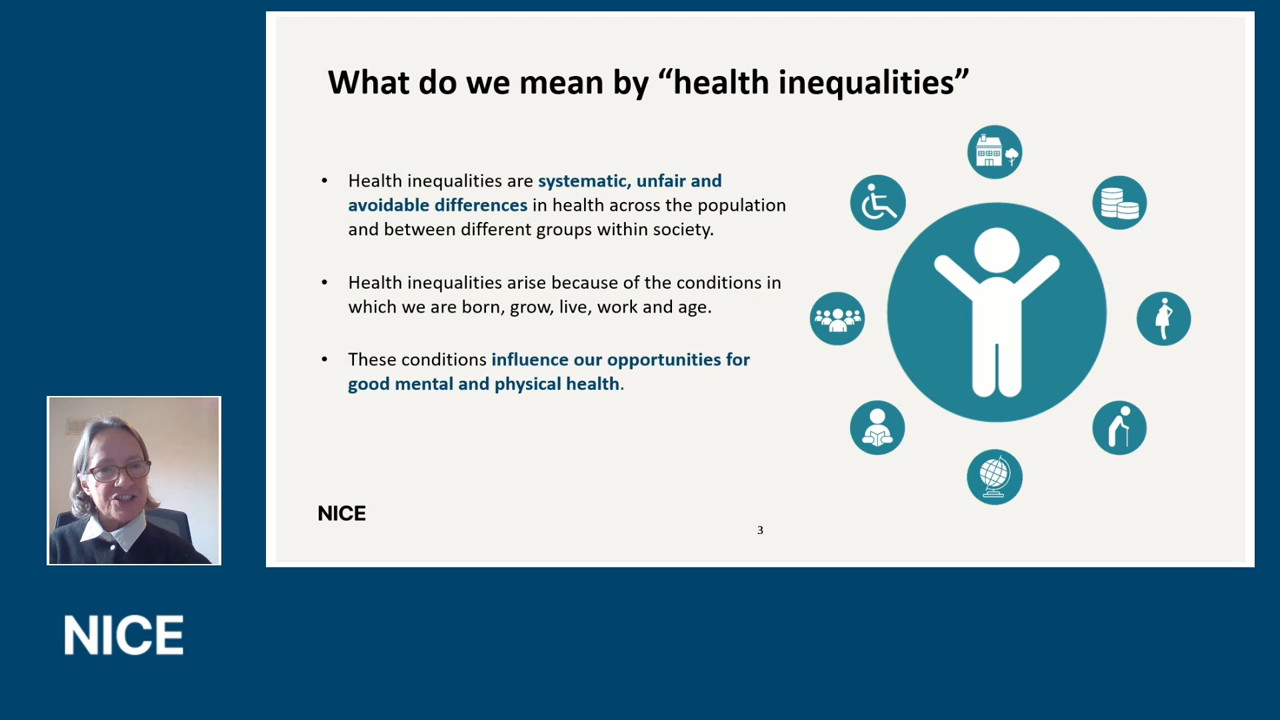 What do we mean by “health inequalities”
• Health inequalities are systematic, unfair and
avoidable differences in health across the population
and between different groups within society.
• Health inequalities arise because of the conditions in
which we are born, grow, live, work and age.
• These conditions influence our opportunities for
good mental and physical health.
NICE
3
NICE